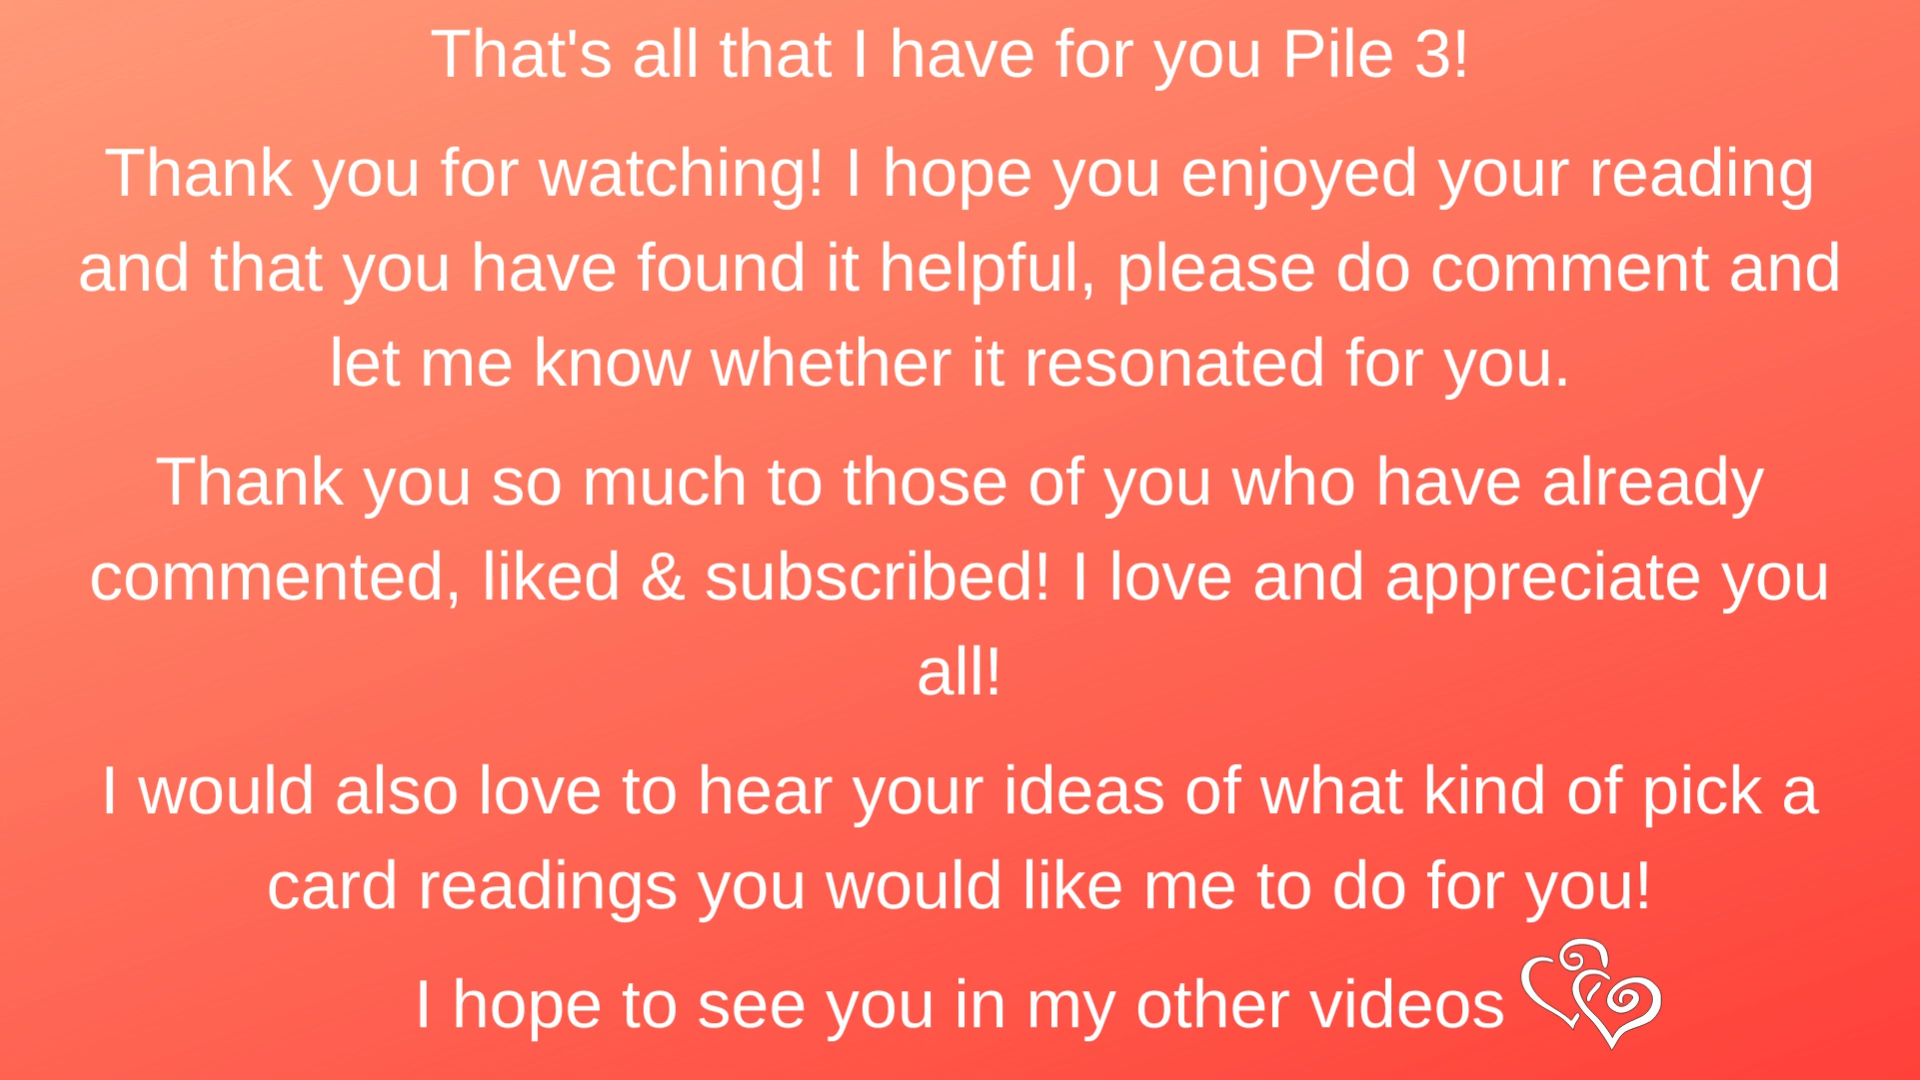 That's all that I have for you Pile 3!
Thank you for watching! I hope you enjoyed your reading
and that you have found it helpful, please do comment and
let me know whether it resonated for you.
Thank you so much to those of you who have already
commented, liked & subscribed! I love and appreciate you
all!
I would also love to hear your ideas of what kind of pick a
card readings you would like me to do for you!
I hope to see you in my other videos